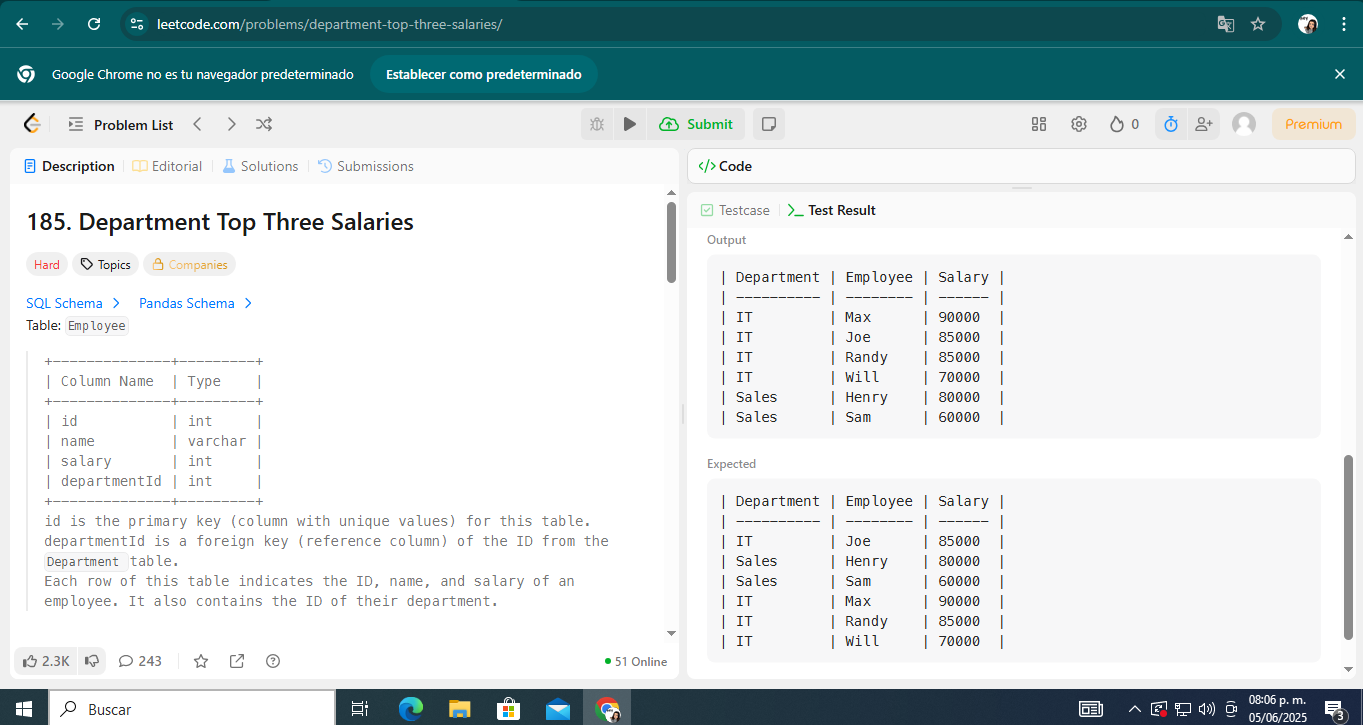 leetcode.com/problems/department-top-three-salaries/
Google Chrome no es tu navegador predeterminado Establecer como predeterminado
Problem List Submit 0 Premium
Description Editorial Solutions Submissions
185. Department Top Three Salaries
Hard Topics Companies
SQL Schema Pandas Schema
Table: Employee
+--------------+---------+
| Column Name | Type |
+--------------+---------+
| id | int |
| name | varchar |
| salary | int |
| departmentId | int |
+--------------+---------+
id is the primary key (column with unique values) for this table.
departmentId is a foreign key (reference column) of the ID from the
Department table.
Each row of this table indicates the ID, name, and salary of an
employee. It also contains the ID of their department.
2.3K 243 51 Online
Code
Testcase Test Result
Output
| Department | Employee | Salary |
| ---------- | -------- | ------ |
| IT | Max | 90000 |
| IT | Joe | 85000 |
| IT | Randy | 85000 |
| IT | Will | 70000 |
| Sales | Henry | 80000 |
| Sales | Sam | 60000 |
Expected
| Department | Employee | Salary |
| ---------- | -------- | ------ |
| IT | Joe | 85000 |
| Sales | Henry | 80000 |
| Sales | Sam | 60000 |
| IT | Max | 90000 |
| IT | Randy | 85000 |
| IT | Will | 70000 |
Buscar
08:06 p. m.
05/06/2025
3